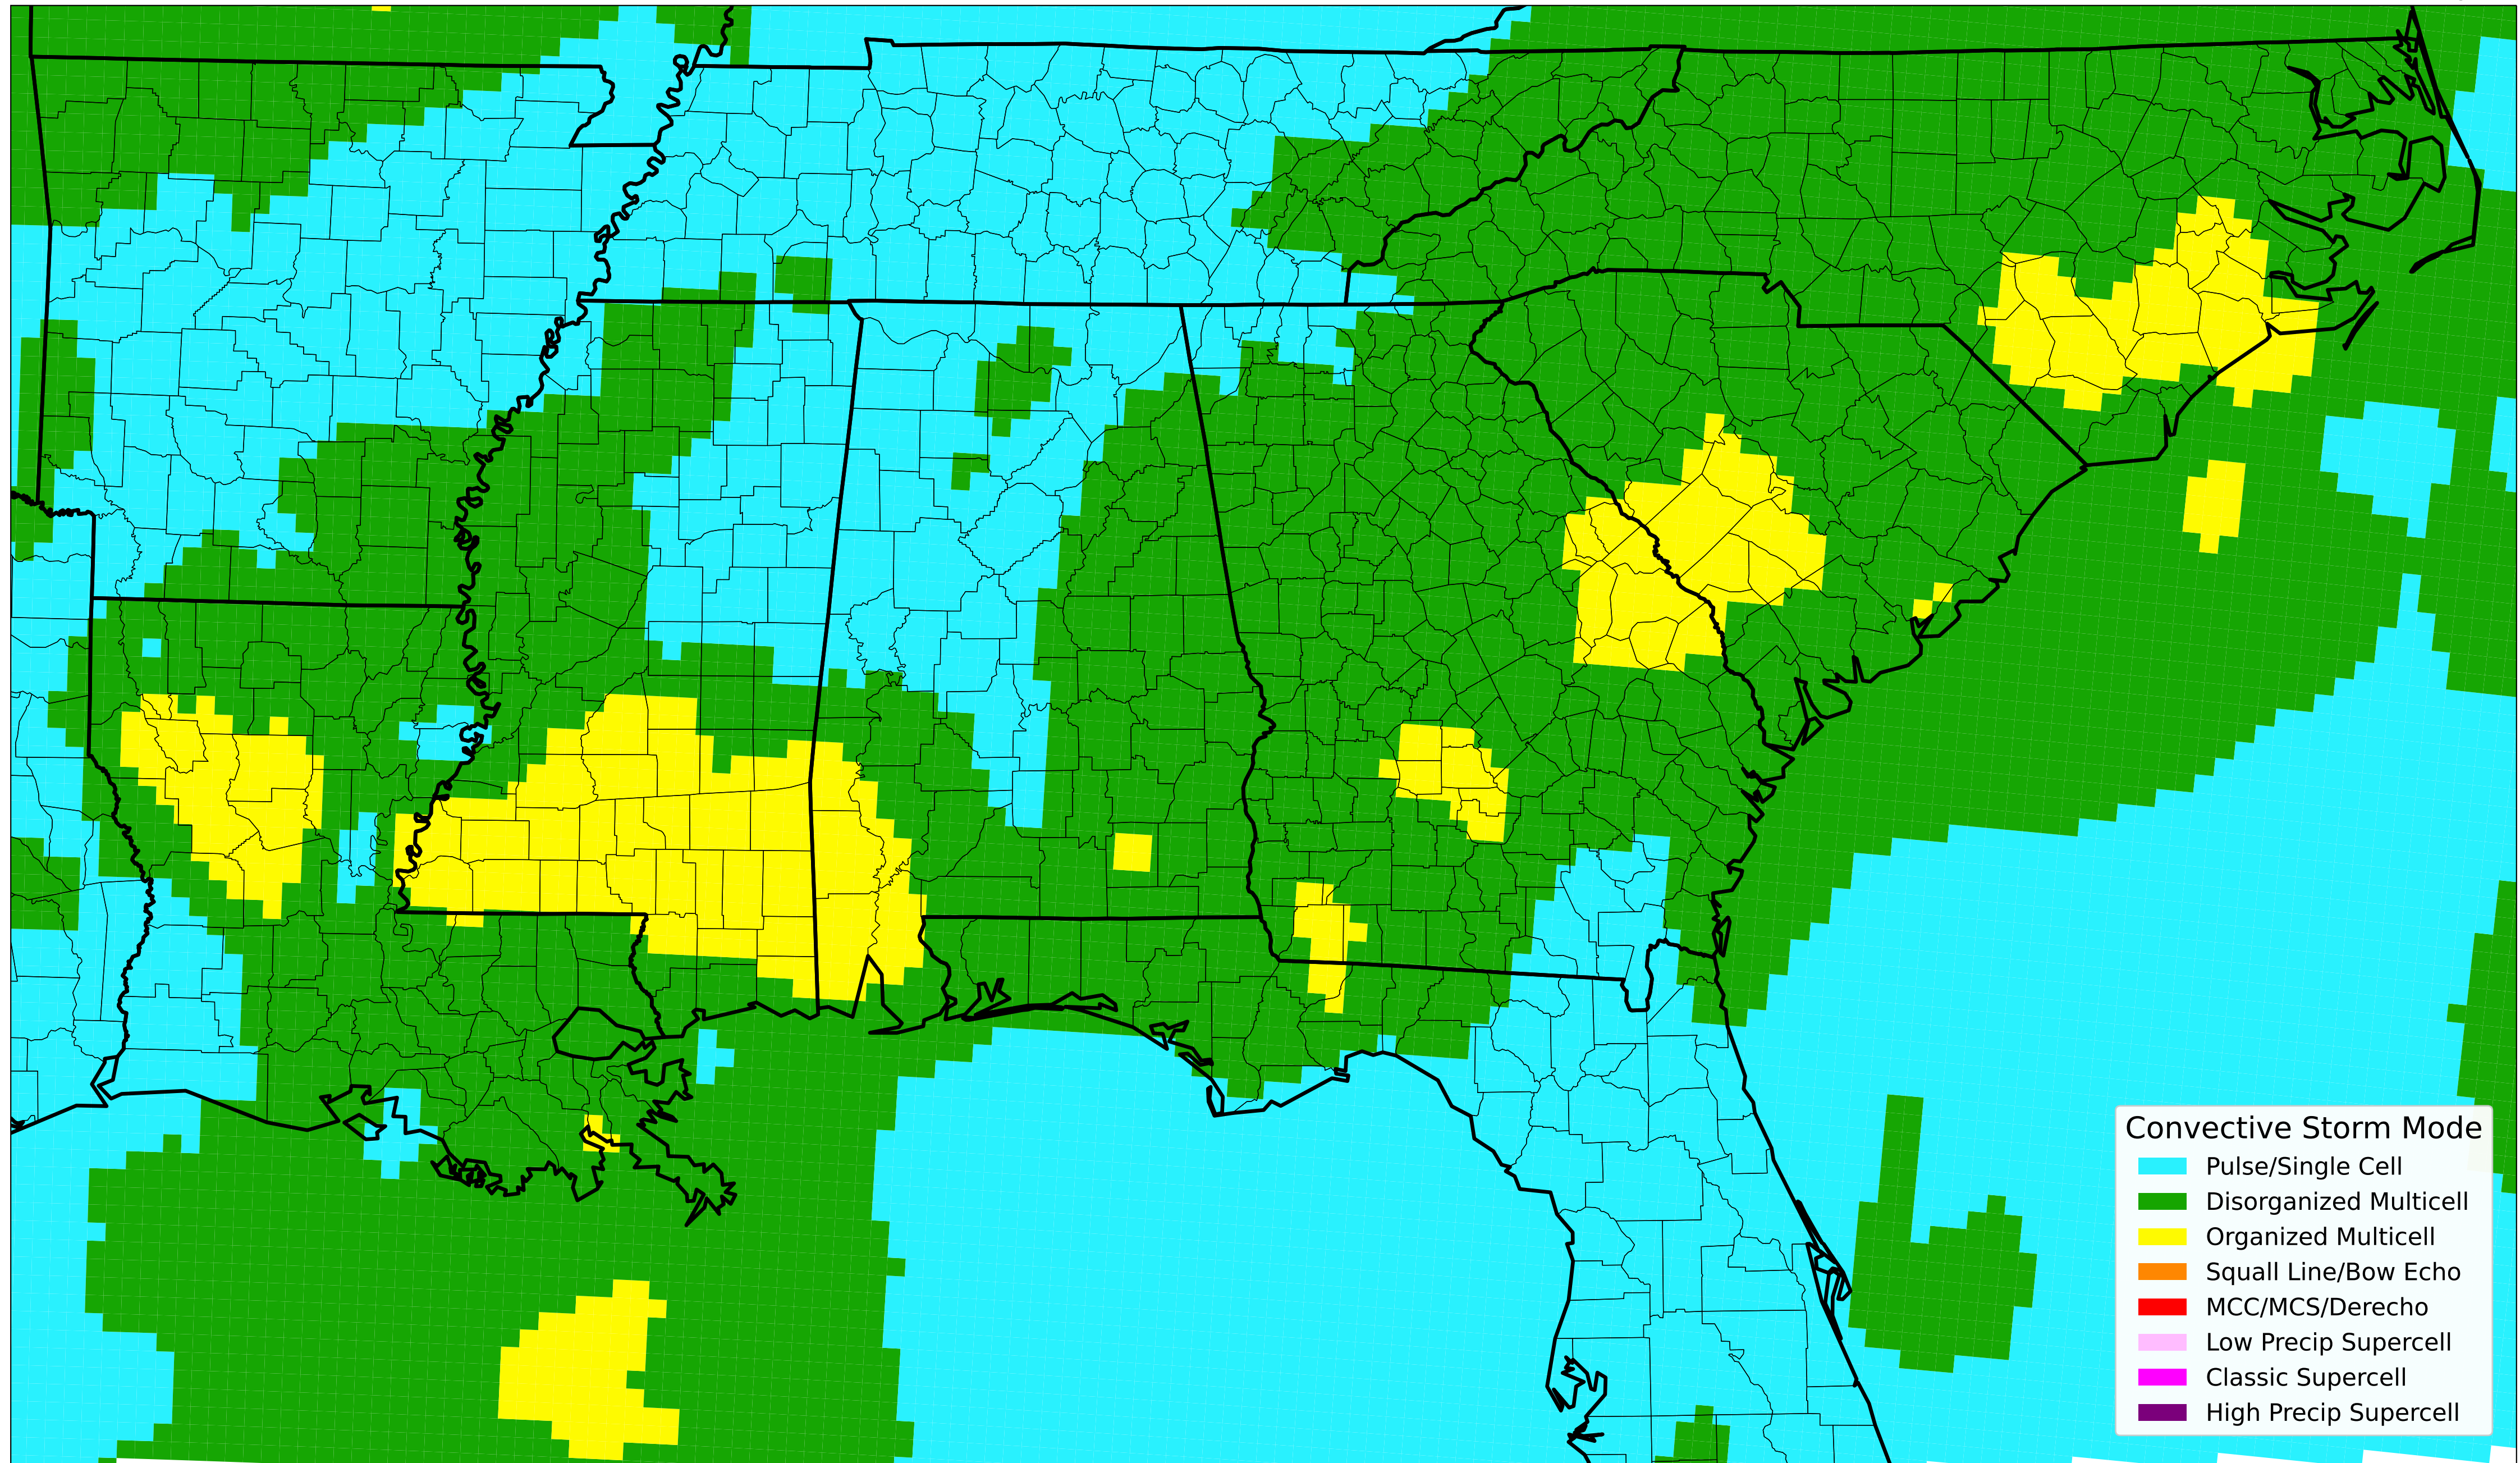 Convective Storm Mode
Pulse/Single Cell
Disorganized Multicell
Organized Multicell
Squall Line/Bow Echo
MCC/MCS/Derecho
Low Precip Supercell
Classic Supercell
High Precip Supercell